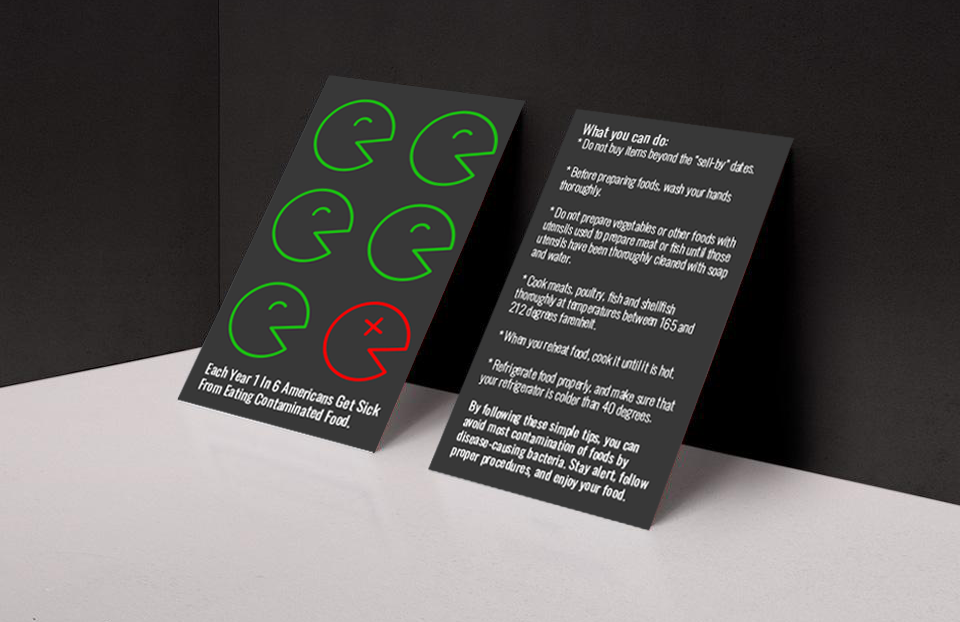 Each Year 1 In 6 Americans Get Sick
From Eating Contaminated Food.
What you can do:
* Do not buy items beyond the "sell-by" dates.
* Before preparing foods, wash your hands
thoroughly.
* Do not prepare vegetables or other foods with
utensils used to prepare meat or fish until those
utensils have been thoroughly cleaned with soap
and water.
* Cook meats, poultry, fish and shellfish
thoroughly at temperatures between 165 and
212 degrees farenheit.
* When you reheat food, cook it until it is hot.
* Refrigerate food properly, and make sure that
your refrigerator is colder than 40 degrees.
By following these simple tips, you can
avoid most contamination of foods by
disease-causing bacteria. Stay alert, follow
proper procedures, and enjoy your food.